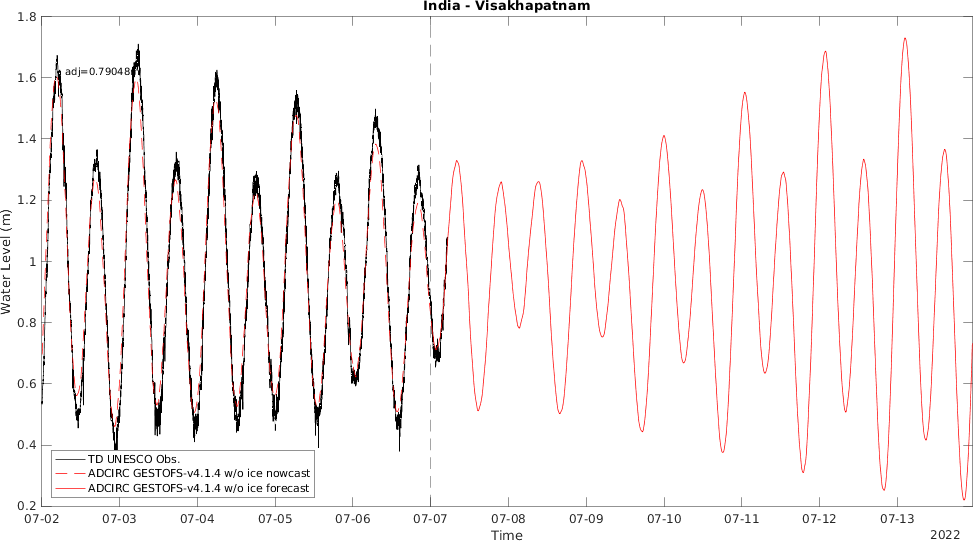 India - Visakhapatnam
1.8
1.6
1.4
1.2
1
0.8
0.6
0.4
0.2
Water Level (m)
adj=0.79048
TD UNESCO Obs.
ADCIRC GESTOFS-v4.1.4 w/o ice nowcast
ADCIRC GESTOFS-v4.1.4 w/o ice forecast
07-02 07-03 07-04 07-05 07-06 07-07 07-08 07-09 07-10 07-11 07-12 07-13
Time
2022